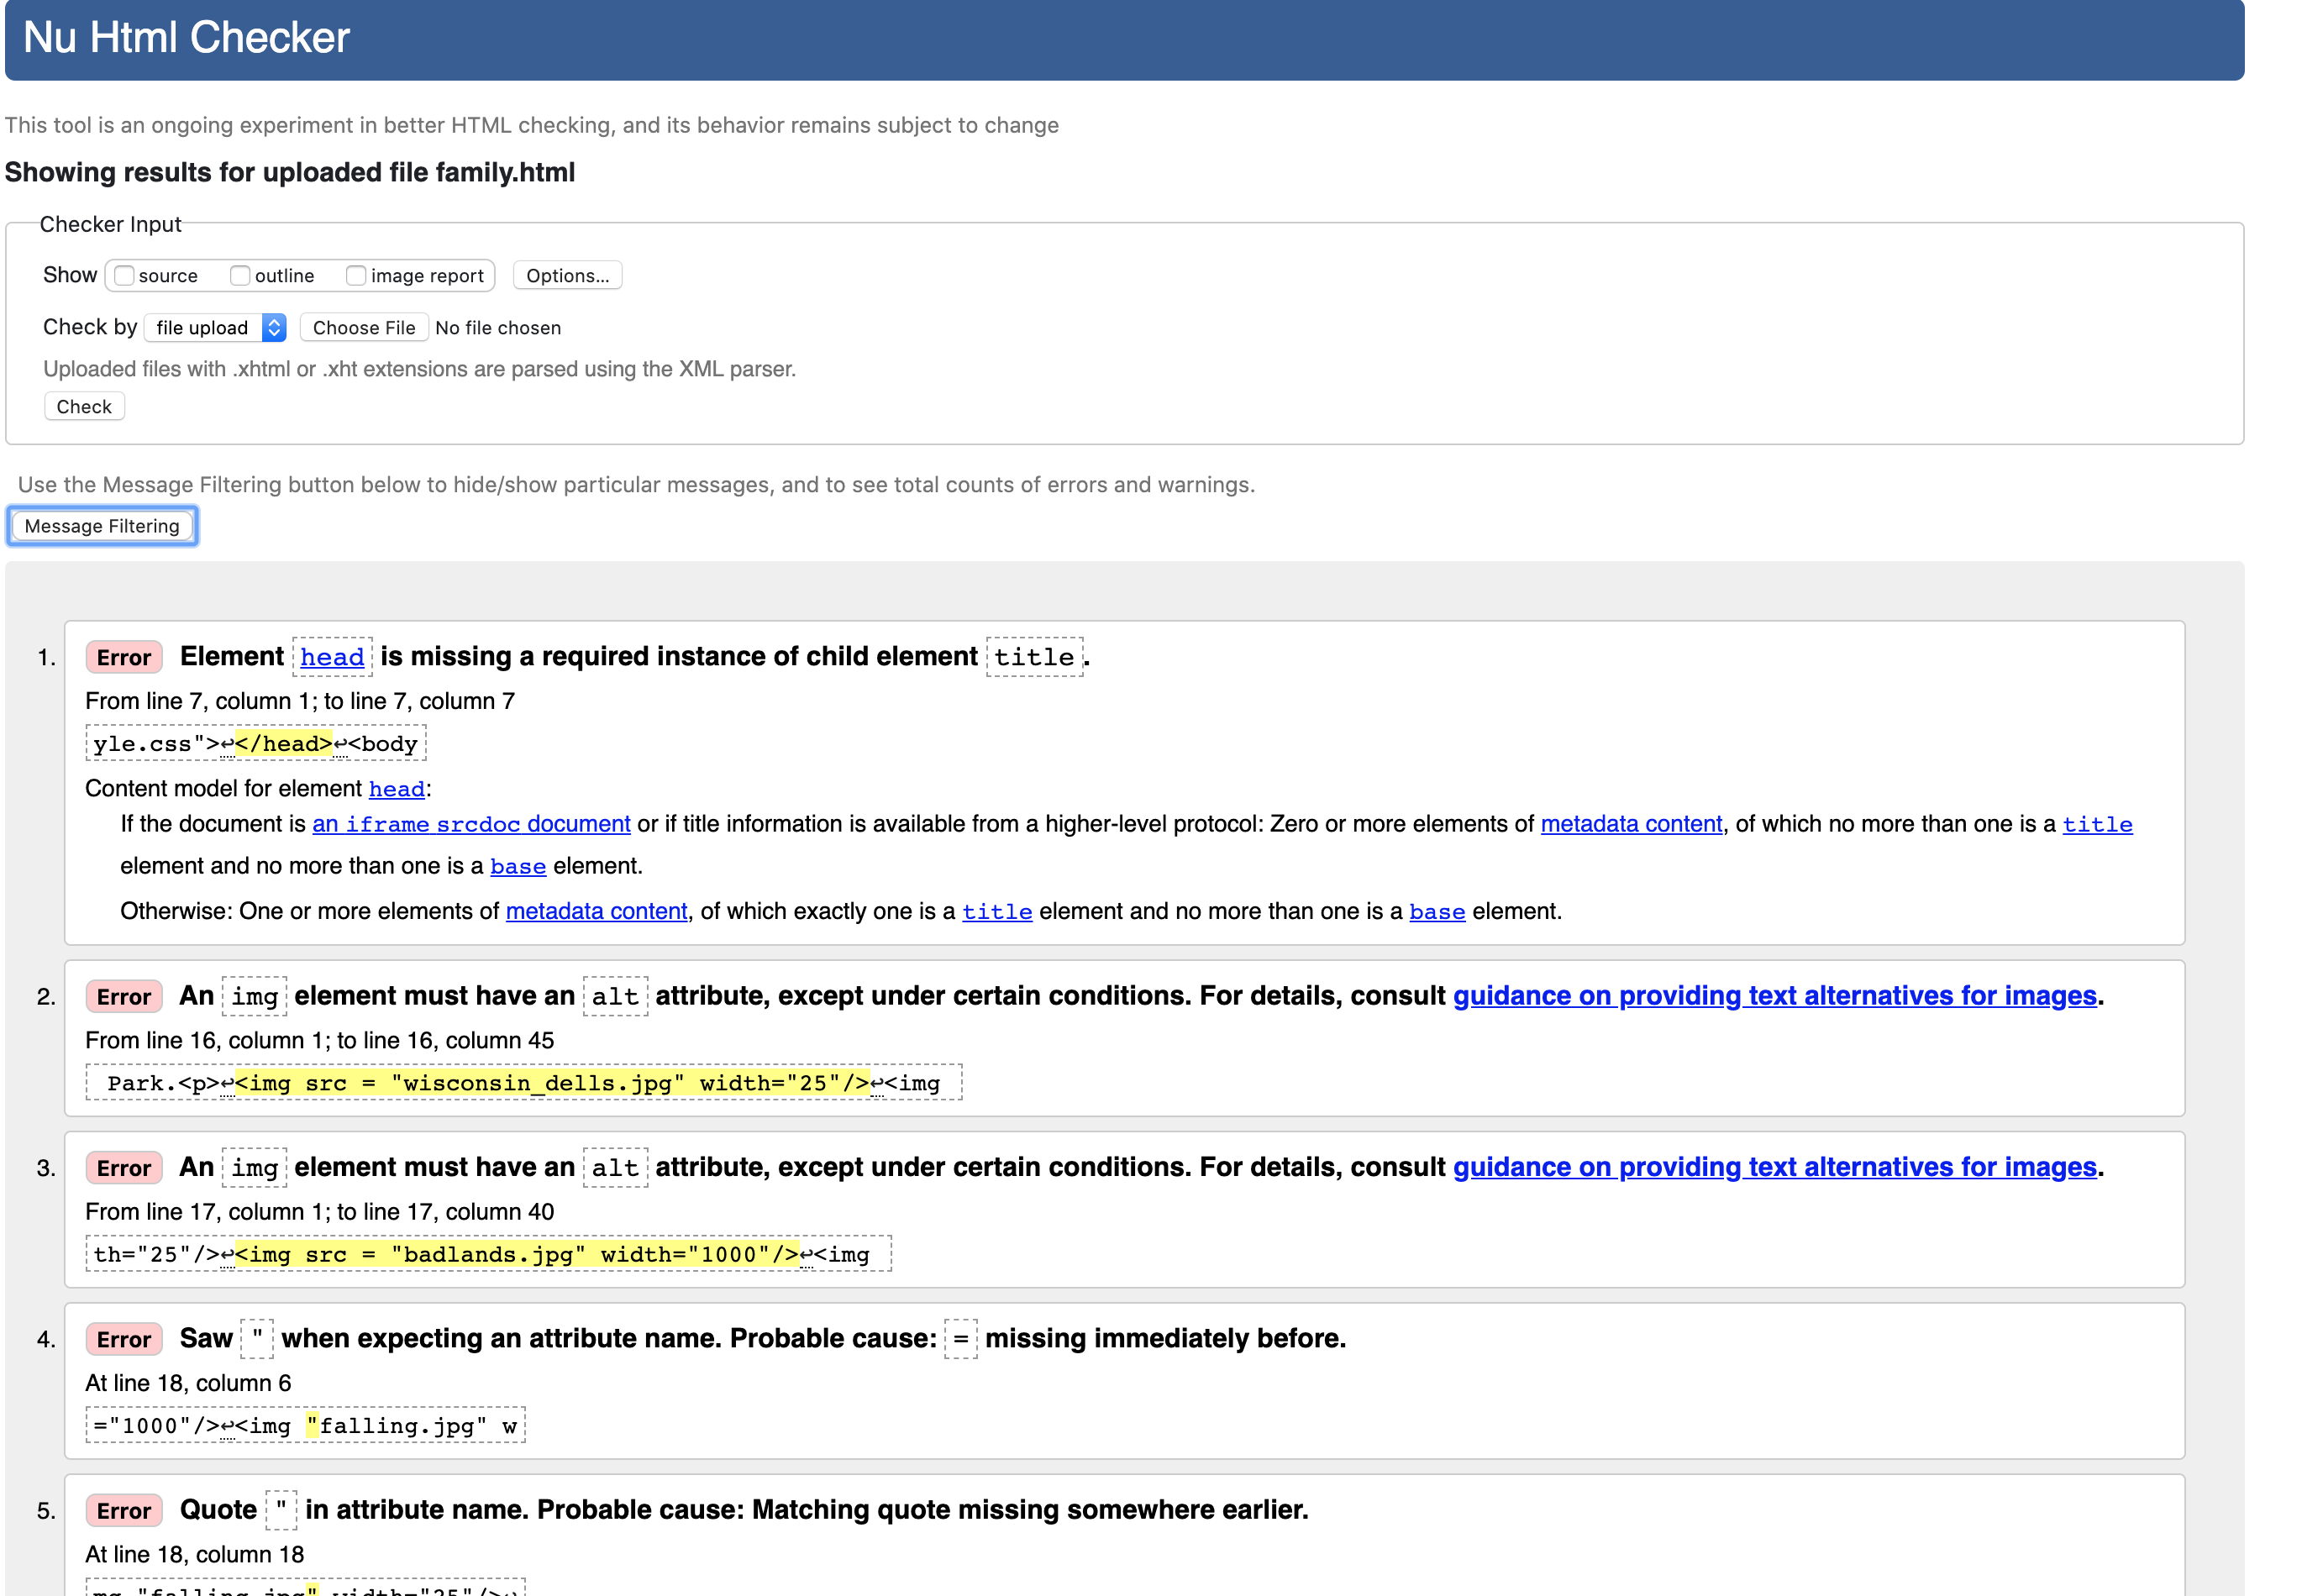 Nu Html Checker
This tool is an ongoing experiment in better HTML checking, and its behavior remains subject to change
Showing results for uploaded file family.html
Checker Input
Show source outline image report Options...
Check by file upload Choose File No file chosen
Uploaded files with .xhtml or .xht extensions are parsed using the XML parser.
Check
Use the Message Filtering button below to hide/show particular messages, and to see total counts of errors and warnings.
Message Filtering
1. Error Element head is missing a required instance of child element title.
From line 7, column 1; to line 7, column 7
yle.css">↩</head>↩<body
Content model for element head:
If the document is an iframe srcdoc document or if title information is available from a higher-level protocol: Zero or more elements of metadata content, of which no more than one is a title
element and no more than one is a base element.
Otherwise: One or more elements of metadata content, of which exactly one is a title element and no more than one is a base element.
2. Error An img element must have an alt attribute, except under certain conditions. For details, consult guidance on providing text alternatives for images.
From line 16, column 1; to line 16, column 45
Park.<p>↩<img src = "wisconsin_dells.jpg" width="25"/>↩<img
3. Error An img element must have an alt attribute, except under certain conditions. For details, consult guidance on providing text alternatives for images.
From line 17, column 1; to line 17, column 40
th="25"/>↩<img src = "badlands.jpg" width="1000"/>↩<img
4. Error Saw " when expecting an attribute name. Probable cause: = missing immediately before.
At line 18, column 6
="1000"/>↩<img "falling.jpg" w
5. Error Quote " in attribute name. Probable cause: Matching quote missing somewhere earlier.
At line 18, column 18
mg "falling.jpg" width="25"/>↩